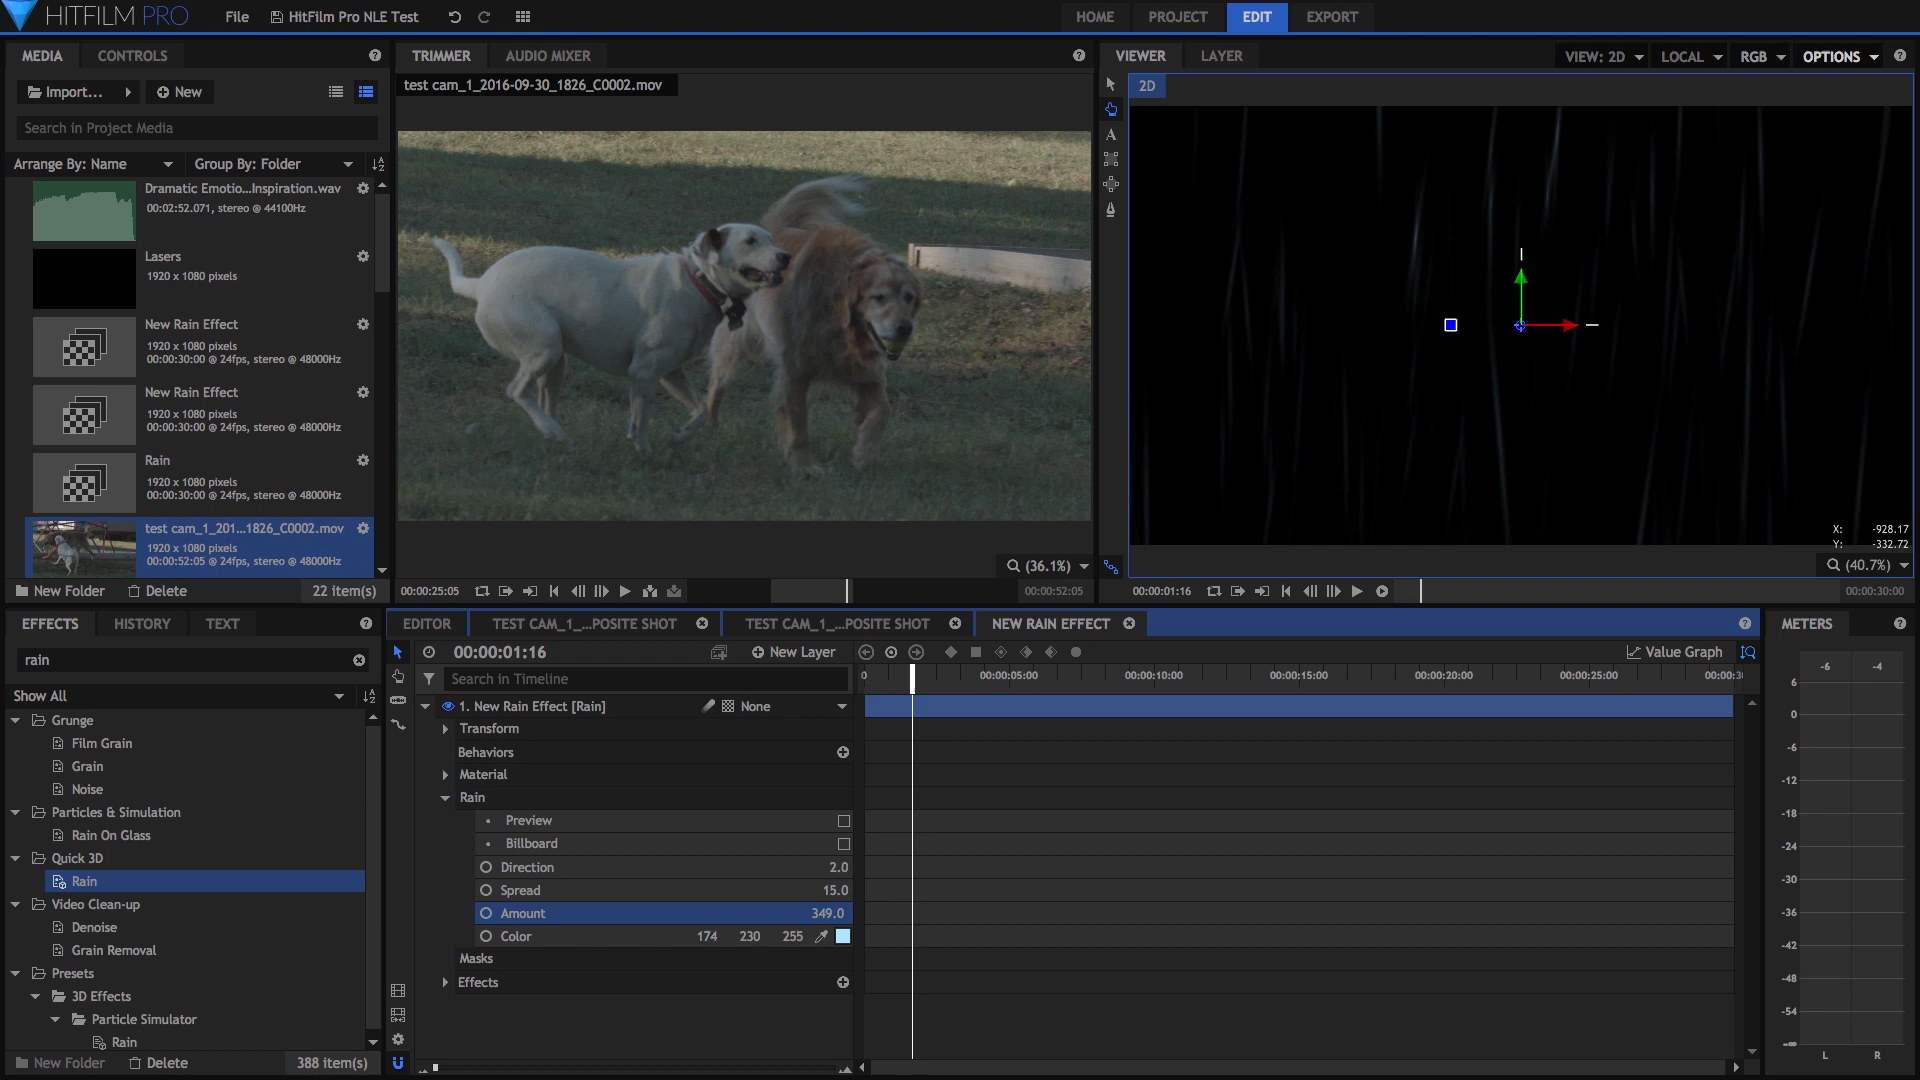 HITFILM PRO
File
HitFilm Pro NLE Test
HOME
PROJECT
EDIT
EXPORT
MEDIA
CONTROLS
Import...
New
Search in Project Media
Arrange By: Name
Group By: Folder
Dramatic Emotio...Inspiration.wav
00:02:52.071, stereo @ 44100Hz
Lasers
1920 x 1080 pixels
New Rain Effect
1920 x 1080 pixels
00:00:30:00 @ 24fps, stereo @ 48000Hz
New Rain Effect
1920 x 1080 pixels
00:00:30:00 @ 24fps, stereo @ 48000Hz
Rain
1920 x 1080 pixels
00:00:30:00 @ 24fps, stereo @ 48000Hz
test cam_1_201...1826_C0002.mov
1920 x 1080 pixels
00:00:52:05 @ 24fps, stereo @ 48000Hz
New Folder
Delete
22 item(s)
TRIMMER
AUDIO MIXER
test cam_1_2016-09-30_1826_C0002.mov
(36.1%)
00:00:25:05
00:00:52:05
VIEWER
LAYER
VIEW: 2D
LOCAL
RGB
OPTIONS
2D
A
X: -928.17
Y: -332.72
(40.7%)
00:00:01:16
00:00:30:00
EFFECTS
HISTORY
TEXT
rain
Show All
Grunge
Film Grain
Grain
Noise
Particles & Simulation
Rain On Glass
Quick 3D
Rain
Video Clean-up
Denoise
Grain Removal
Presets
3D Effects
Particle Simulator
Rain
New Folder
Delete
388 item(s)
EDITOR
TEST CAM_1_...POSITE SHOT
TEST CAM_1_...POSITE SHOT
NEW RAIN EFFECT
00:00:01:16
New Layer
Value Graph
Search in Timeline
0
00:00:05:00
00:00:10:00
00:00:15:00
00:00:20:00
00:00:25:00
00:00:3
1. New Rain Effect [Rain]
None
Transform
Behaviors
Material
Rain
Preview
Billboard
Direction 2.0
Spread 15.0
Amount 349.0
Color 174 230 255
Masks
Effects
METERS
-6 -4
6
0
-6
-12
-18
-24
-30
-36
-42
-48
-54
-∞
L R